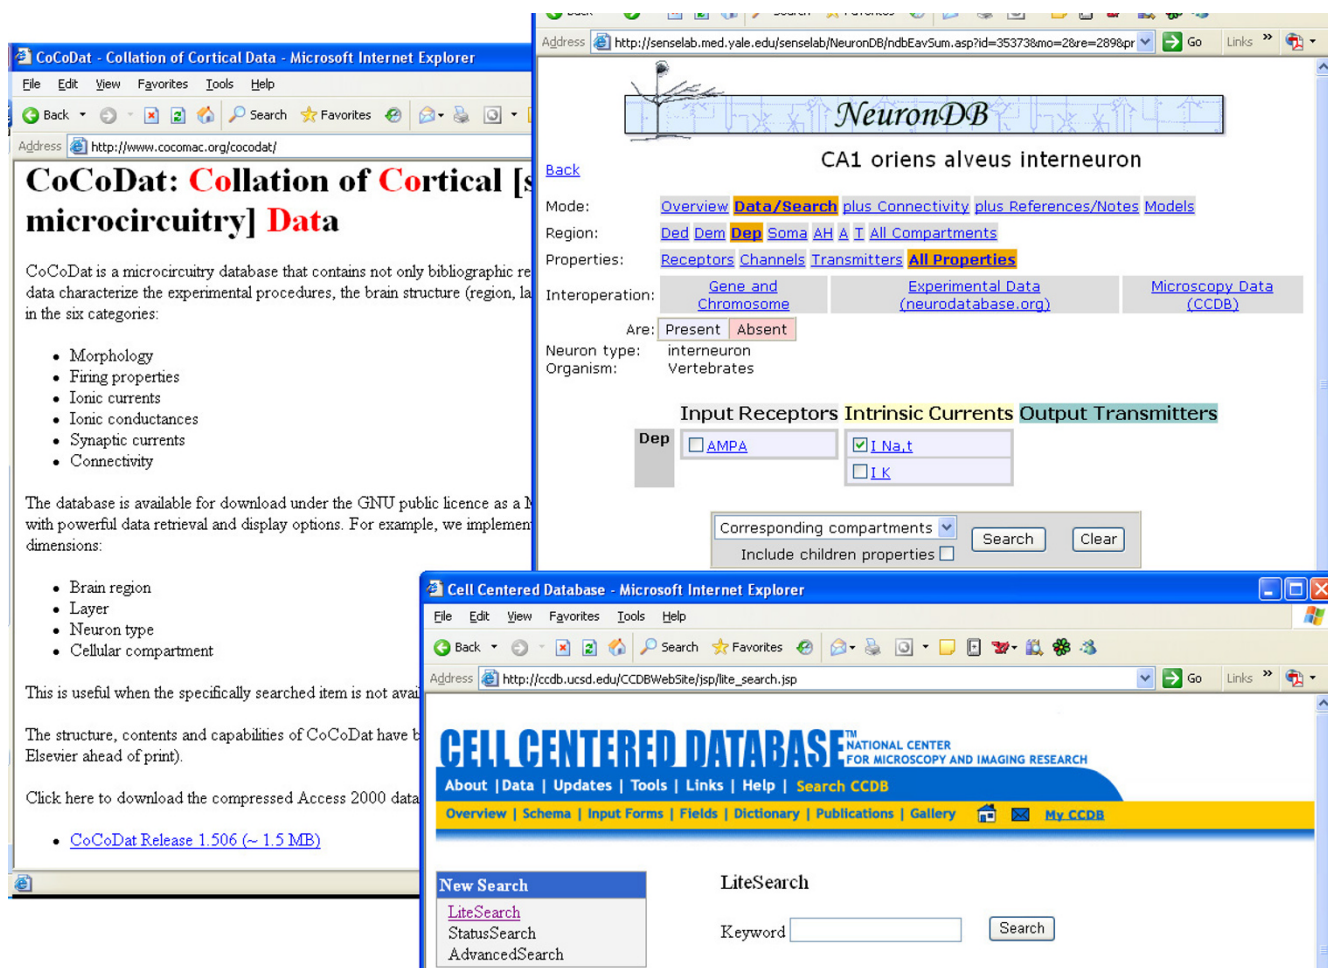 CoCoDat - Collation of Cortical Data - Microsoft Internet Explorer
File Edit View Favorites Tools Help
Back Search Favorites
Address http://www.cocomac.org/cocodat/
CoCoDat: Collation of Cortical [
microcircuitry] Data
CoCoDat is a microcircuitry database that contains not only bibliographic re
data characterize the experimental procedures, the brain structure (region, la
in the six categories:
• Morphology
• Firing properties
• Ionic currents
• Ionic conductances
• Synaptic currents
• Connectivity
The database is available for download under the GNU public licence as a
with powerful data retrieval and display options. For example, we implemen
dimensions:
• Brain region
• Layer
• Neuron type
• Cellular compartment
This is useful when the specifically searched item is not avai
The structure, contents and capabilities of CoCoDat have b
Elsevier ahead of print).
Click here to download the compressed Access 2000 data
• CoCoDat Release 1.506 (~ 1.5 MB)
Address http://senselab.med.yale.edu/senselab/NeuronDB/ndbEavSum.asp?id=3537&mo=2&re=289&pr Go Links »
NeuronDB
CA1 oriens alveus interneuron
Back
Mode: Overview Data/Search plus Connectivity plus References/Notes Models
Region: Ded Dem Dep Soma AH A T All Compartments
Properties: Receptors Channels Transmitters All Properties
Interoperation: Gene and Chromosome Experimental Data (neurodatabase.org) Microscopy Data (CCDB)
Are: Present Absent
Neuron type: interneuron
Organism: Vertebrates
Input Receptors Intrinsic Currents Output Transmitters
Dep AMPA I Na,t
I K
Corresponding compartments Search Clear
Include children properties
Cell Centered Database - Microsoft Internet Explorer
File Edit View Favorites Tools Help
Back Search Favorites
Address http://ccdb.ucsd.edu/CCDBWebSite/jsp/lite_search.jsp Go Links »
CELL CENTERED DATABASE™ NATIONAL CENTER
FOR MICROSCOPY AND IMAGING RESEARCH
About | Data | Updates | Tools | Links | Help | Search CCDB
Overview | Schema | Input Forms | Fields | Dictionary | Publications | Gallery My CCDB
New Search
LiteSearch
StatusSearch
AdvancedSearch
LiteSearch
Keyword Search